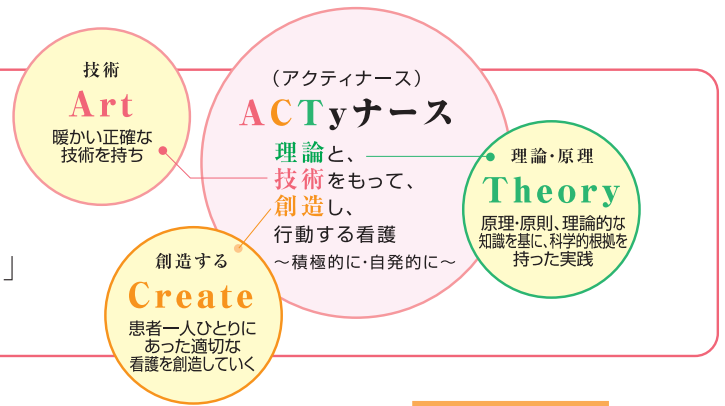 技術
Art
暖かい正確な
技術を持ち
（アクティナース）
ACTyナース
理論と、
技術をもって、
創造し、
行動する看護
～積極的に・自発的に～
理論・原理
Theory
原理・原則、理論的な
知識を基に、科学的根拠を
持った実践
創造する
Create
患者一人ひとりに
あった適切な
看護を創造していく
」